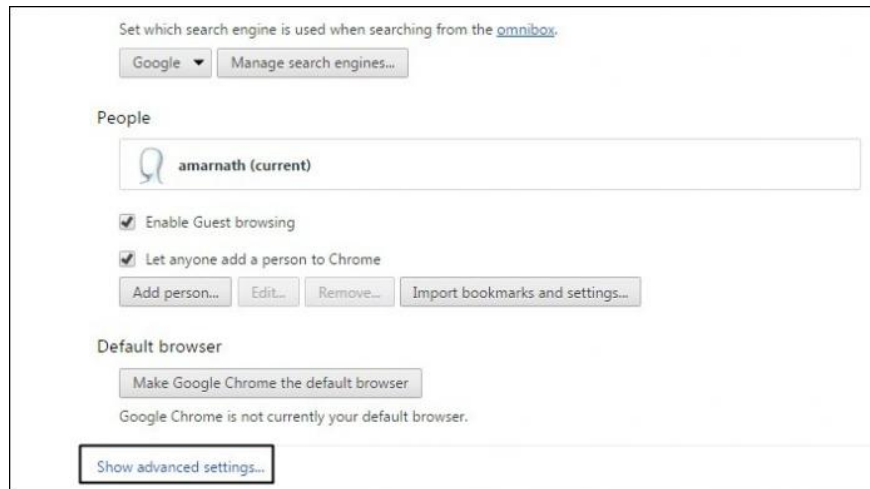 Set which search engine is used when searching from the omnibox.
Google Manage search engines...
People
amarnath (current)
Enable Guest browsing
Let anyone add a person to Chrome
Add person... Edit... Remove... Import bookmarks and settings...
Default browser
Make Google Chrome the default browser
Google Chrome is not currently your default browser.
Show advanced settings...